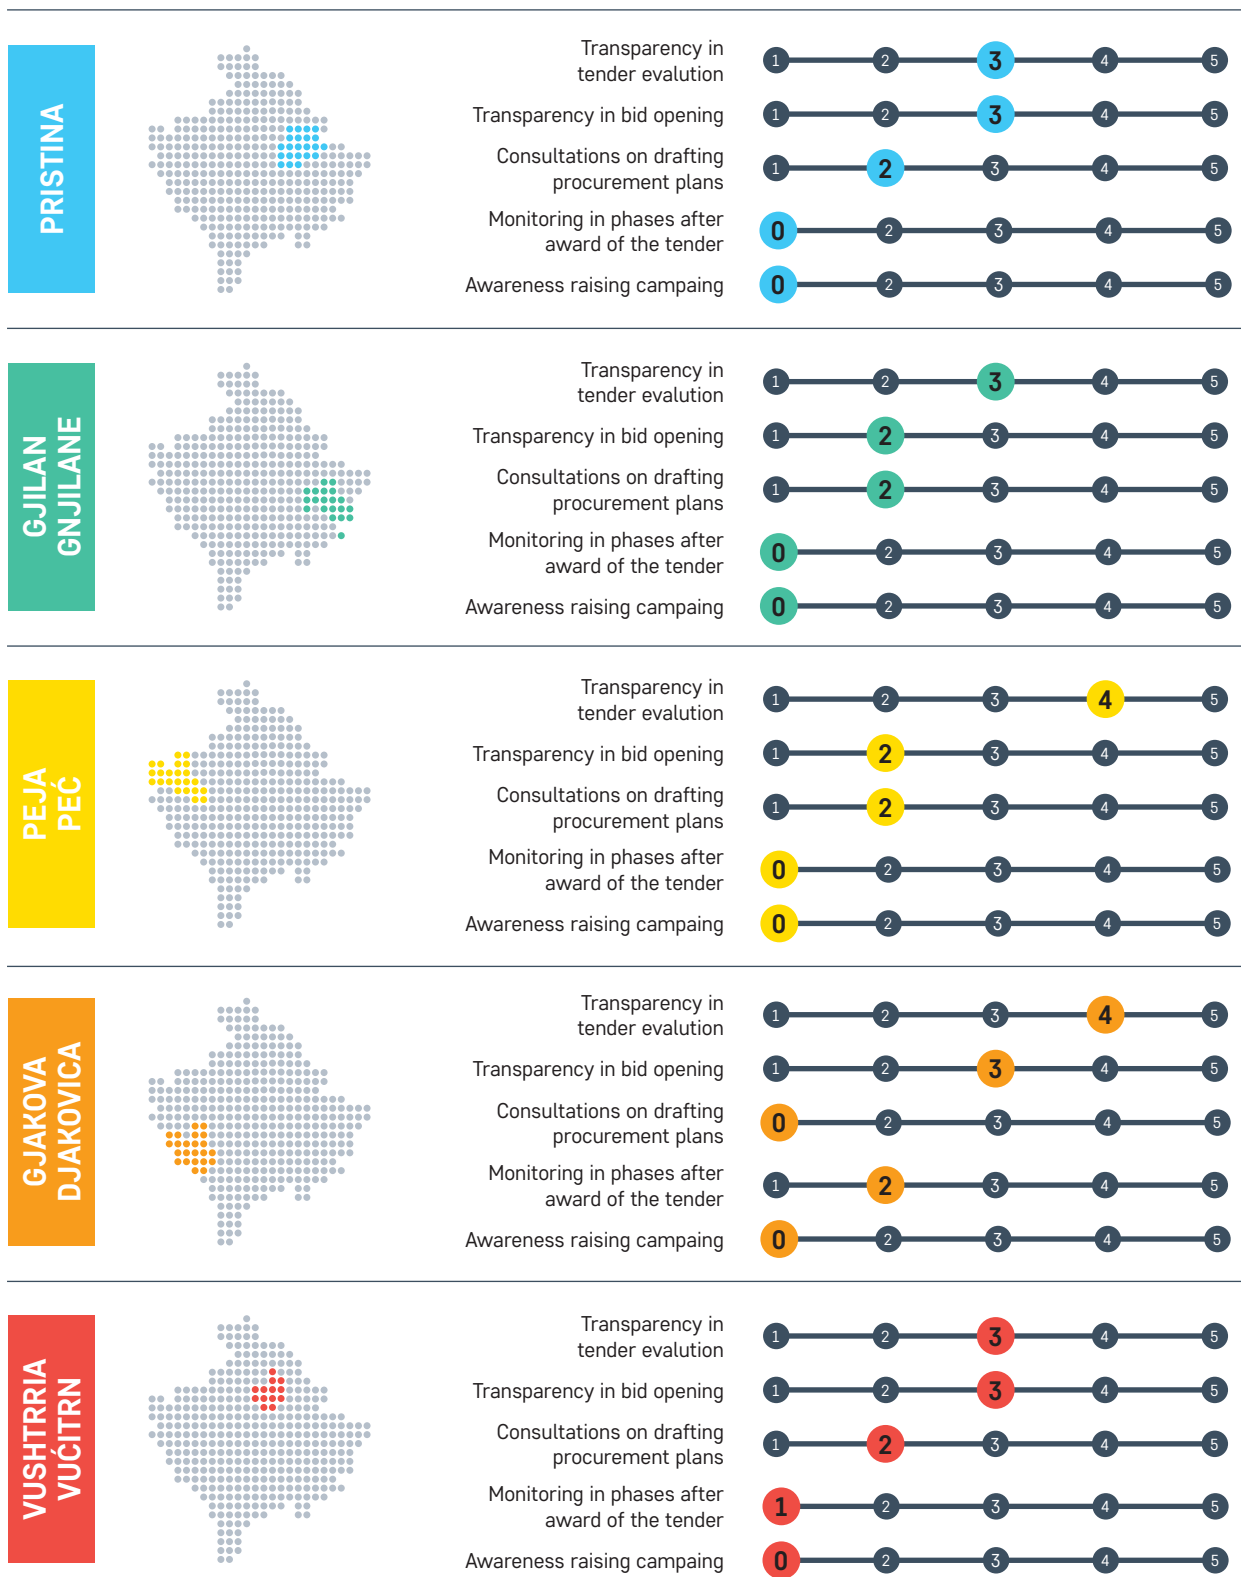 PRISTINA
Transparency in
tender evalution
1 2 3 4 5
Transparency in bid opening
1 2 3 4 5
Consultations on drafting
procurement plans
1 2 3 4 5
Monitoring in phases after
award of the tender
0 2 3 4 5
Awareness raising campaing
0 2 3 4 5
GJILAN
GNJILANE
Transparency in
tender evalution
1 2 3 4 5
Transparency in bid opening
1 2 3 4 5
Consultations on drafting
procurement plans
1 2 3 4 5
Monitoring in phases after
award of the tender
0 2 3 4 5
Awareness raising campaing
0 2 3 4 5
PEJA
PEĆ
Transparency in
tender evalution
1 2 3 4 5
Transparency in bid opening
1 2 3 4 5
Consultations on drafting
procurement plans
1 2 3 4 5
Monitoring in phases after
award of the tender
0 2 3 4 5
Awareness raising campaing
0 2 3 4 5
GJAKOVA
DJAKOVICA
Transparency in
tender evalution
1 2 3 4 5
Transparency in bid opening
1 2 3 4 5
Consultations on drafting
procurement plans
0 2 3 4 5
Monitoring in phases after
award of the tender
1 2 3 4 5
Awareness raising campaing
0 2 3 4 5
VUSHTRRIA
VUĆITRN
Transparency in
tender evalution
1 2 3 4 5
Transparency in bid opening
1 2 3 4 5
Consultations on drafting
procurement plans
1 2 3 4 5
Monitoring in phases after
award of the tender
1 2 3 4 5
Awareness raising campaing
0 2 3 4 5